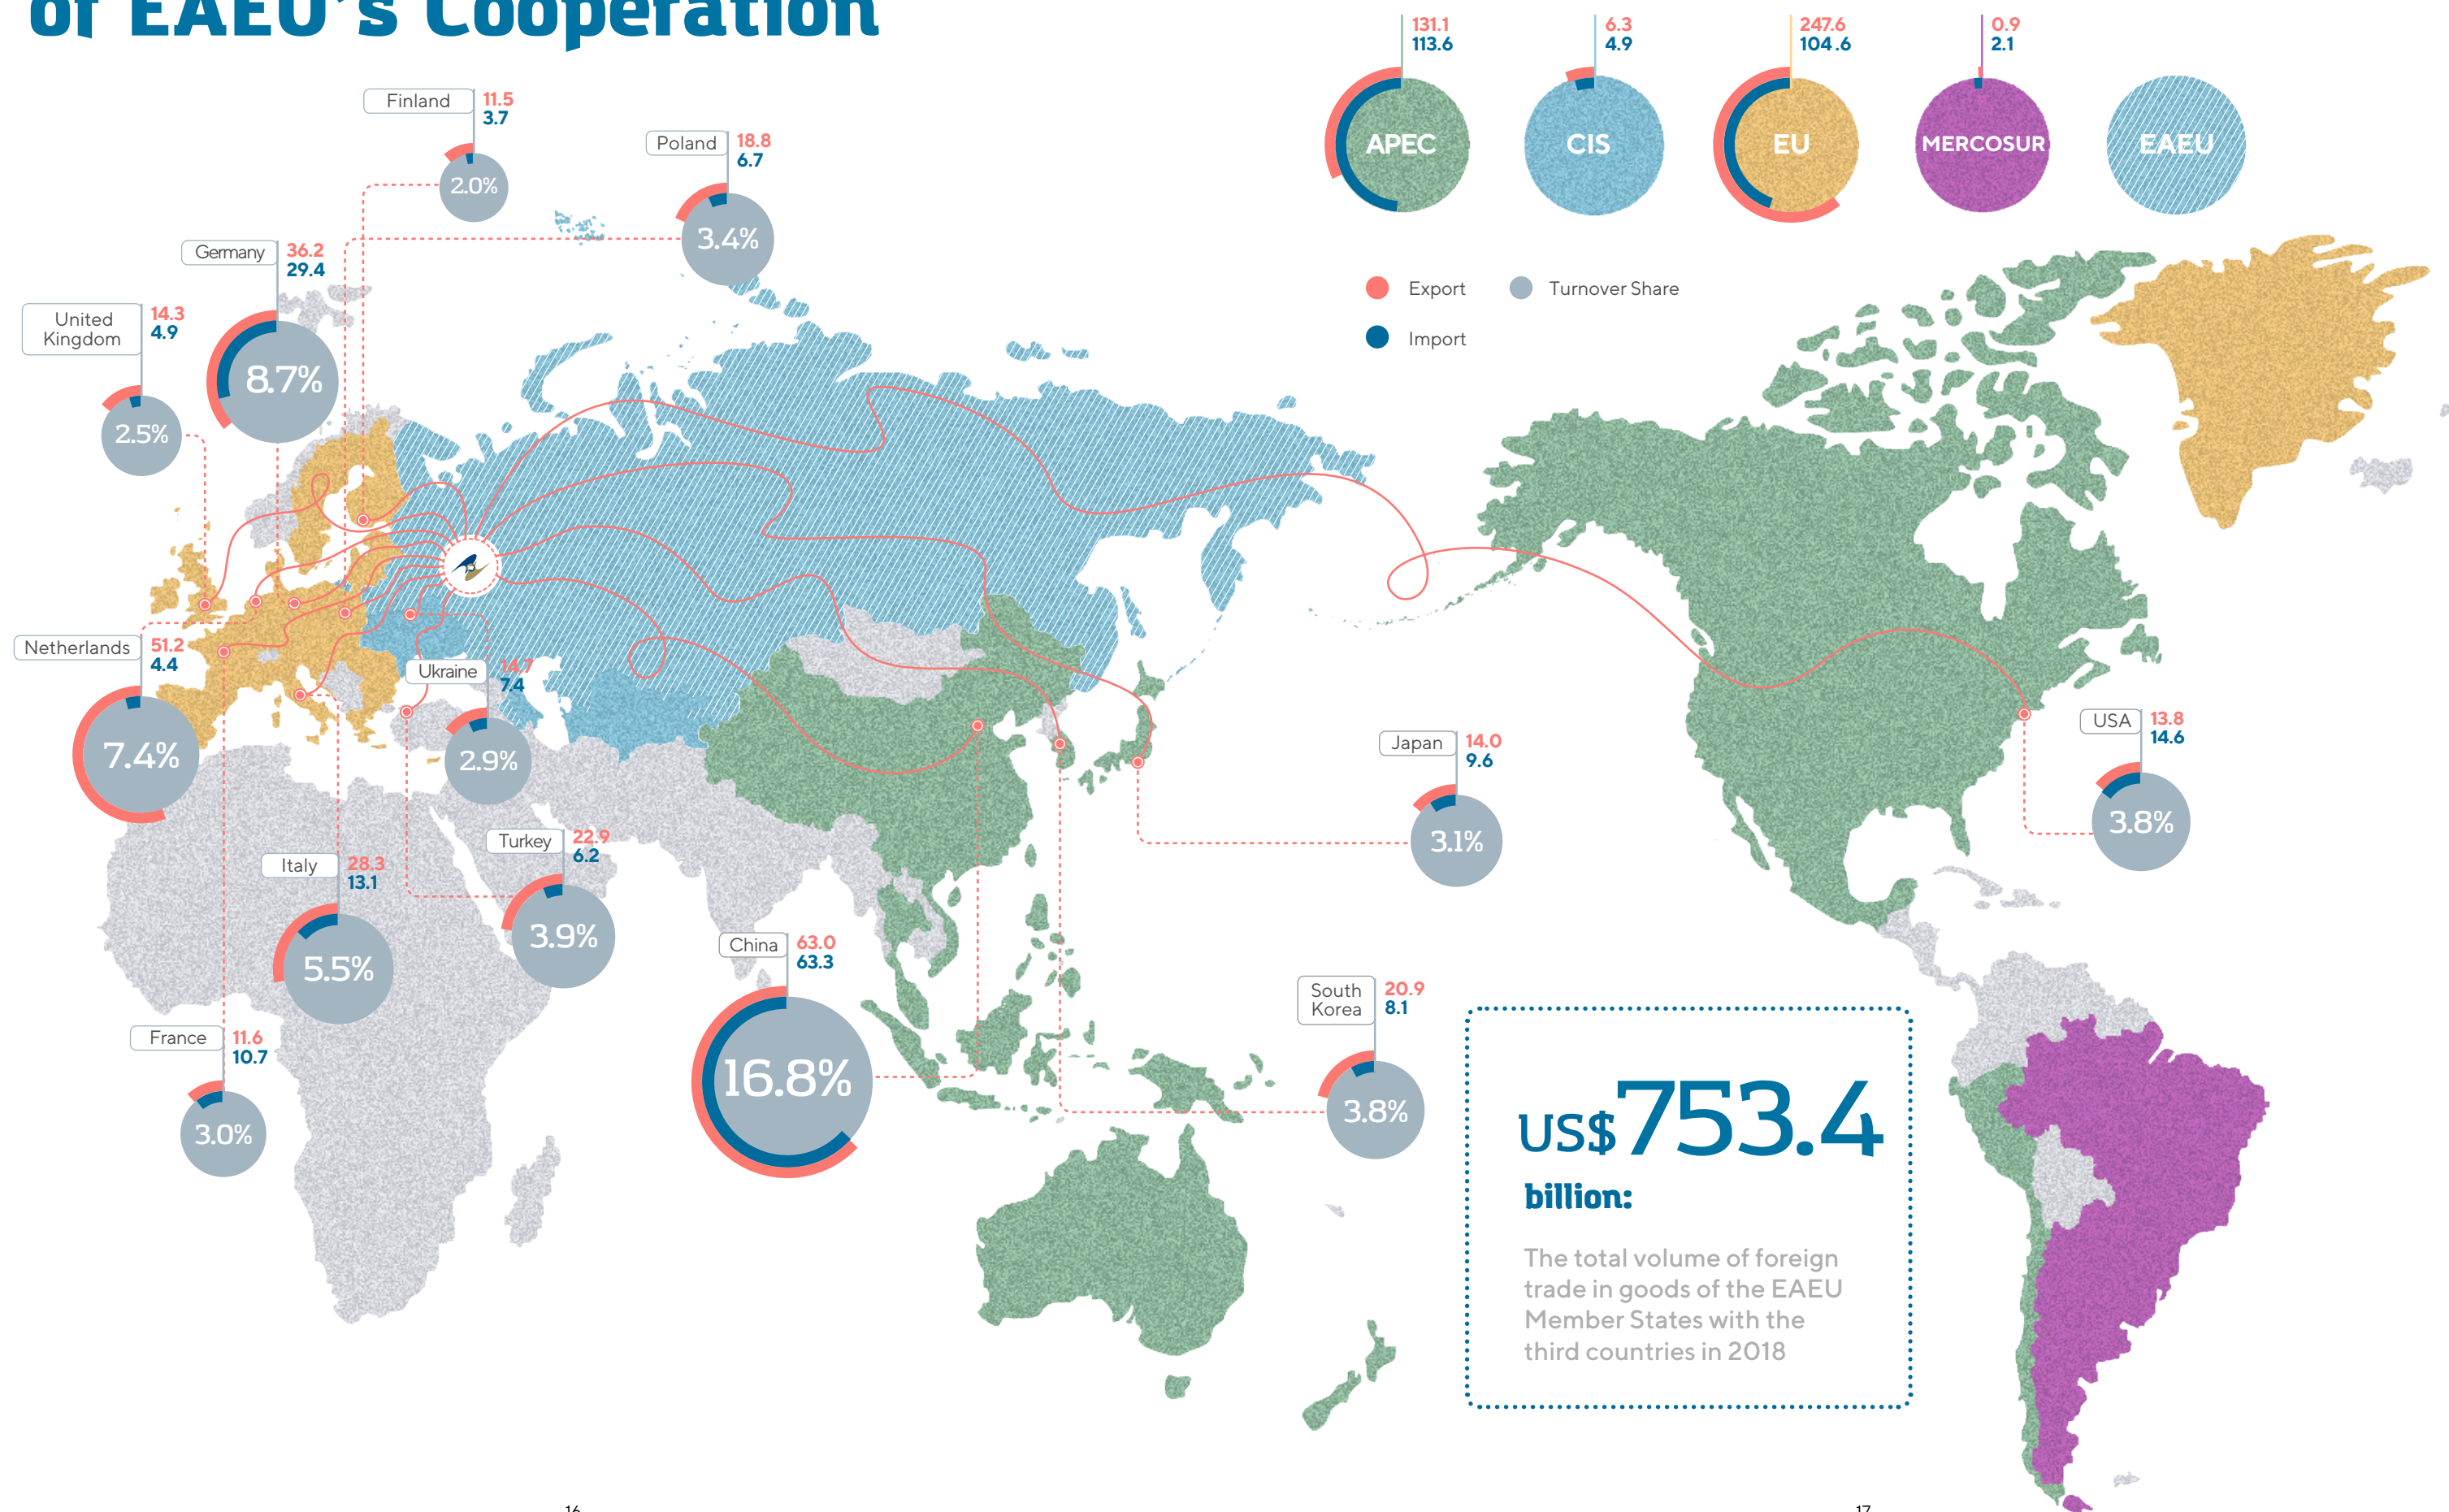 of EAEU's Cooperation
131.1
113.6
APEC
6.3
4.9
CIS
247.6
104.6
EU
0.9
2.1
MERCOSUR
EAEU
Export
Turnover Share
Import
Finland
11.5
3.7
2.0%
Poland
18.8
6.7
3.4%
Germany
36.2
29.4
8.7%
United
Kingdom
14.3
4.9
2.5%
Netherlands
51.2
4.4
7.4%
Ukraine
14.7
7.4
2.9%
Turkey
22.9
6.2
3.9%
Italy
28.3
13.1
5.5%
France
11.6
10.7
3.0%
China
63.0
63.3
16.8%
Japan
14.0
9.6
3.1%
South
Korea
20.9
8.1
3.8%
USA
13.8
14.6
3.8%
US$753.4
billion:
The total volume of foreign
trade in goods of the EAEU
Member States with the
third countries in 2018
16
17